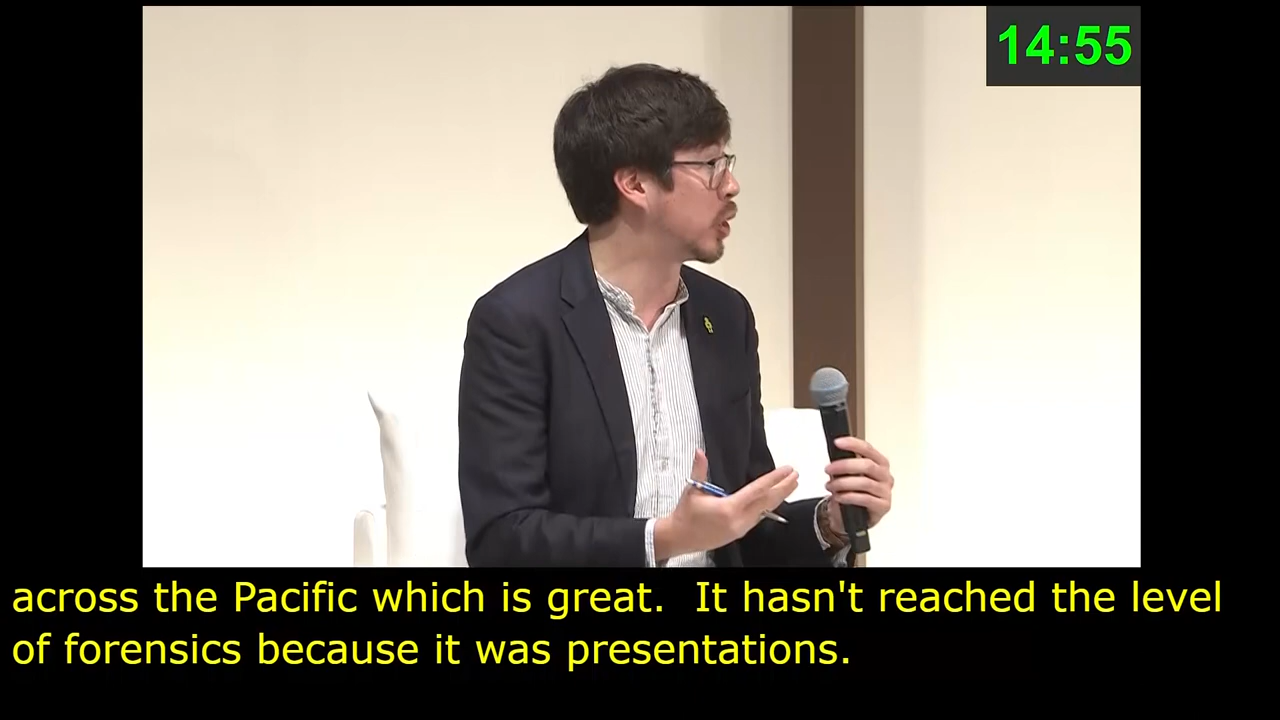 14:55
across the Pacific which is great.  It hasn't reached the level
of forensics because it was presentations.